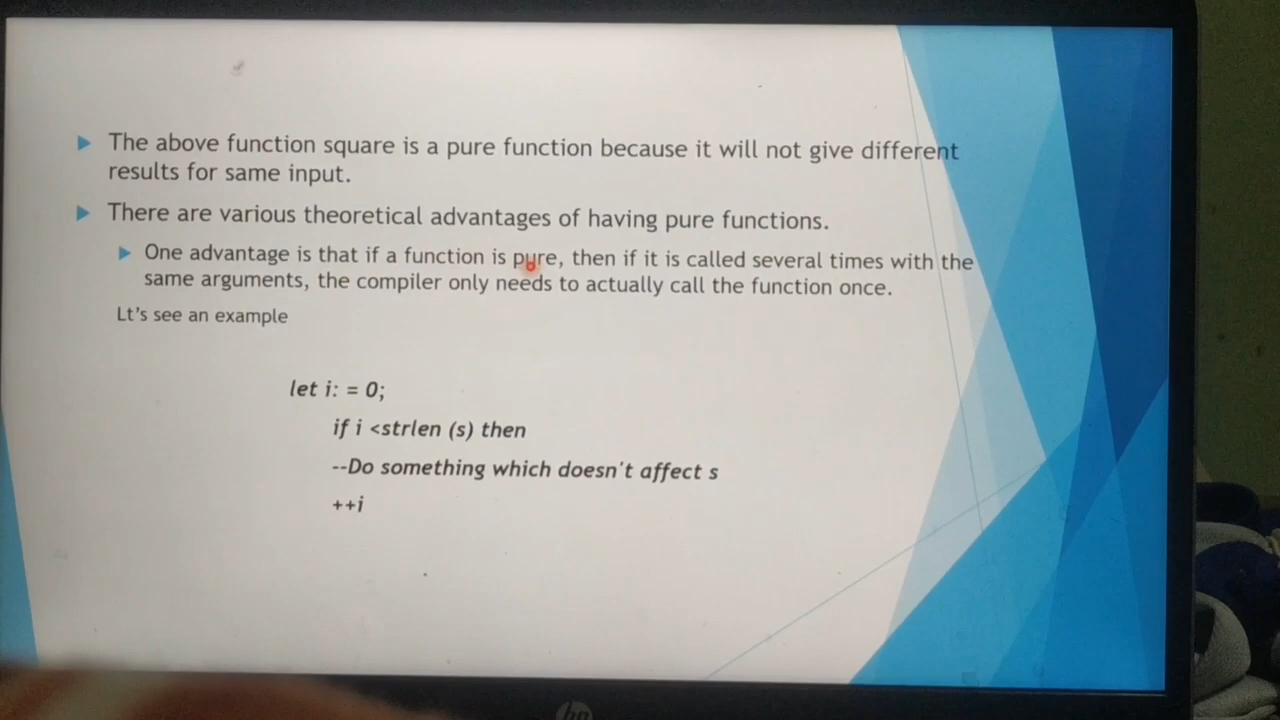 The above function square is a pure function because it will not give different
results for same input.
There are various theoretical advantages of having pure functions.
One advantage is that if a function is pure, then if it is called several times with the
same arguments, the compiler only needs to actually call the function once.
Lt's see an example
let i: = 0;
if i <strlen (s) then
--Do something which doesn't affect s
++i
hp